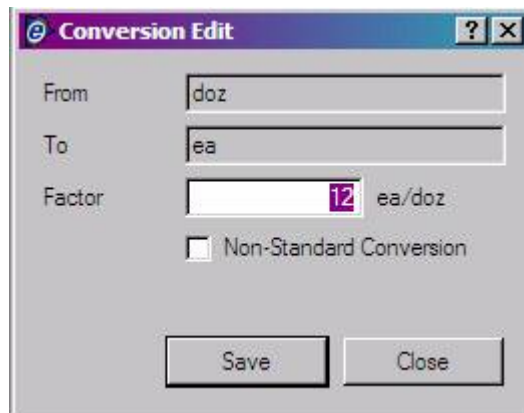 Conversion Edit
From doz
To ea
Factor 12 ea/doz
Non-Standard Conversion
Save Close